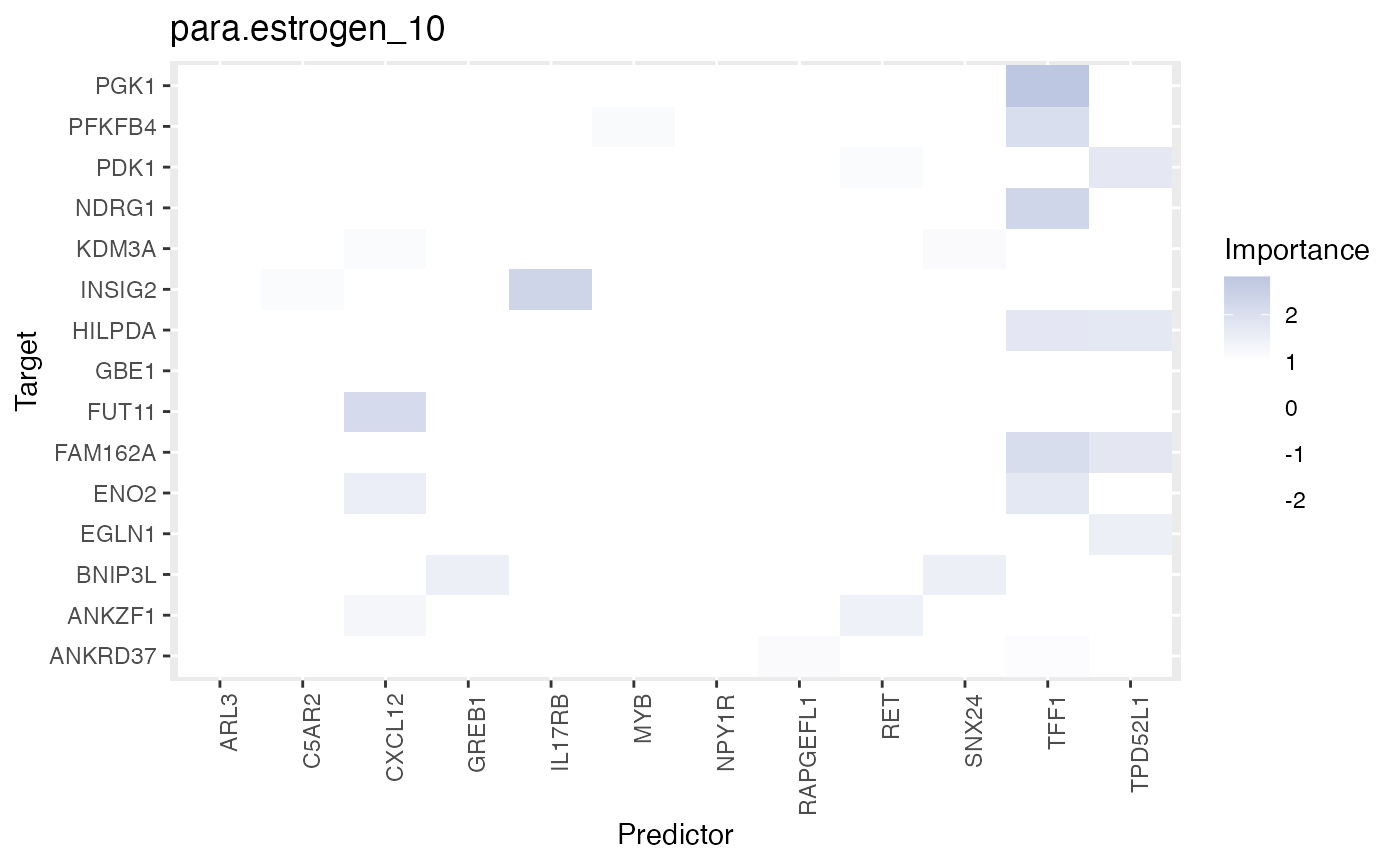 para.estrogen_10
Target
PGK1
PFKFB4
PDK1
NDRG1
KDM3A
INSIG2
HILPDA
GBE1
FUT11
FAM162A
ENO2
EGLN1
BNIP3L
ANKZF1
ANKRD37
ARL3
C5AR2
CXCL12
GREB1
IL17RB
MYB
NPY1R
RAPGEFL1
RET
SNX24
TFF1
TPD52L1
Predictor
Importance
2
1
0
-1
-2